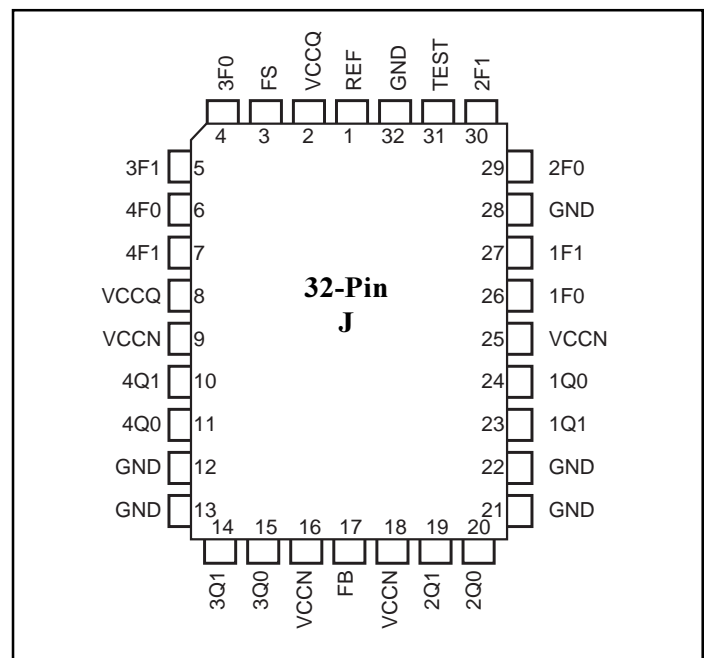 3F0 FS VCCQ REF GND TEST 2F1
4 3 2 1 32 31 30
3F1 5 29 2F0
4F0 6 28 GND
4F1 7 27 1F1
VCCQ 8 32-Pin 26 1F0
VCCN 9 J 25 VCCN
4Q1 10 24 1Q0
4Q0 11 23 1Q1
GND 12 22 GND
GND 13 21 GND
14 15 16 17 18 19 20
3Q1 3Q0 VCCN FB VCCN 2Q1 2Q0